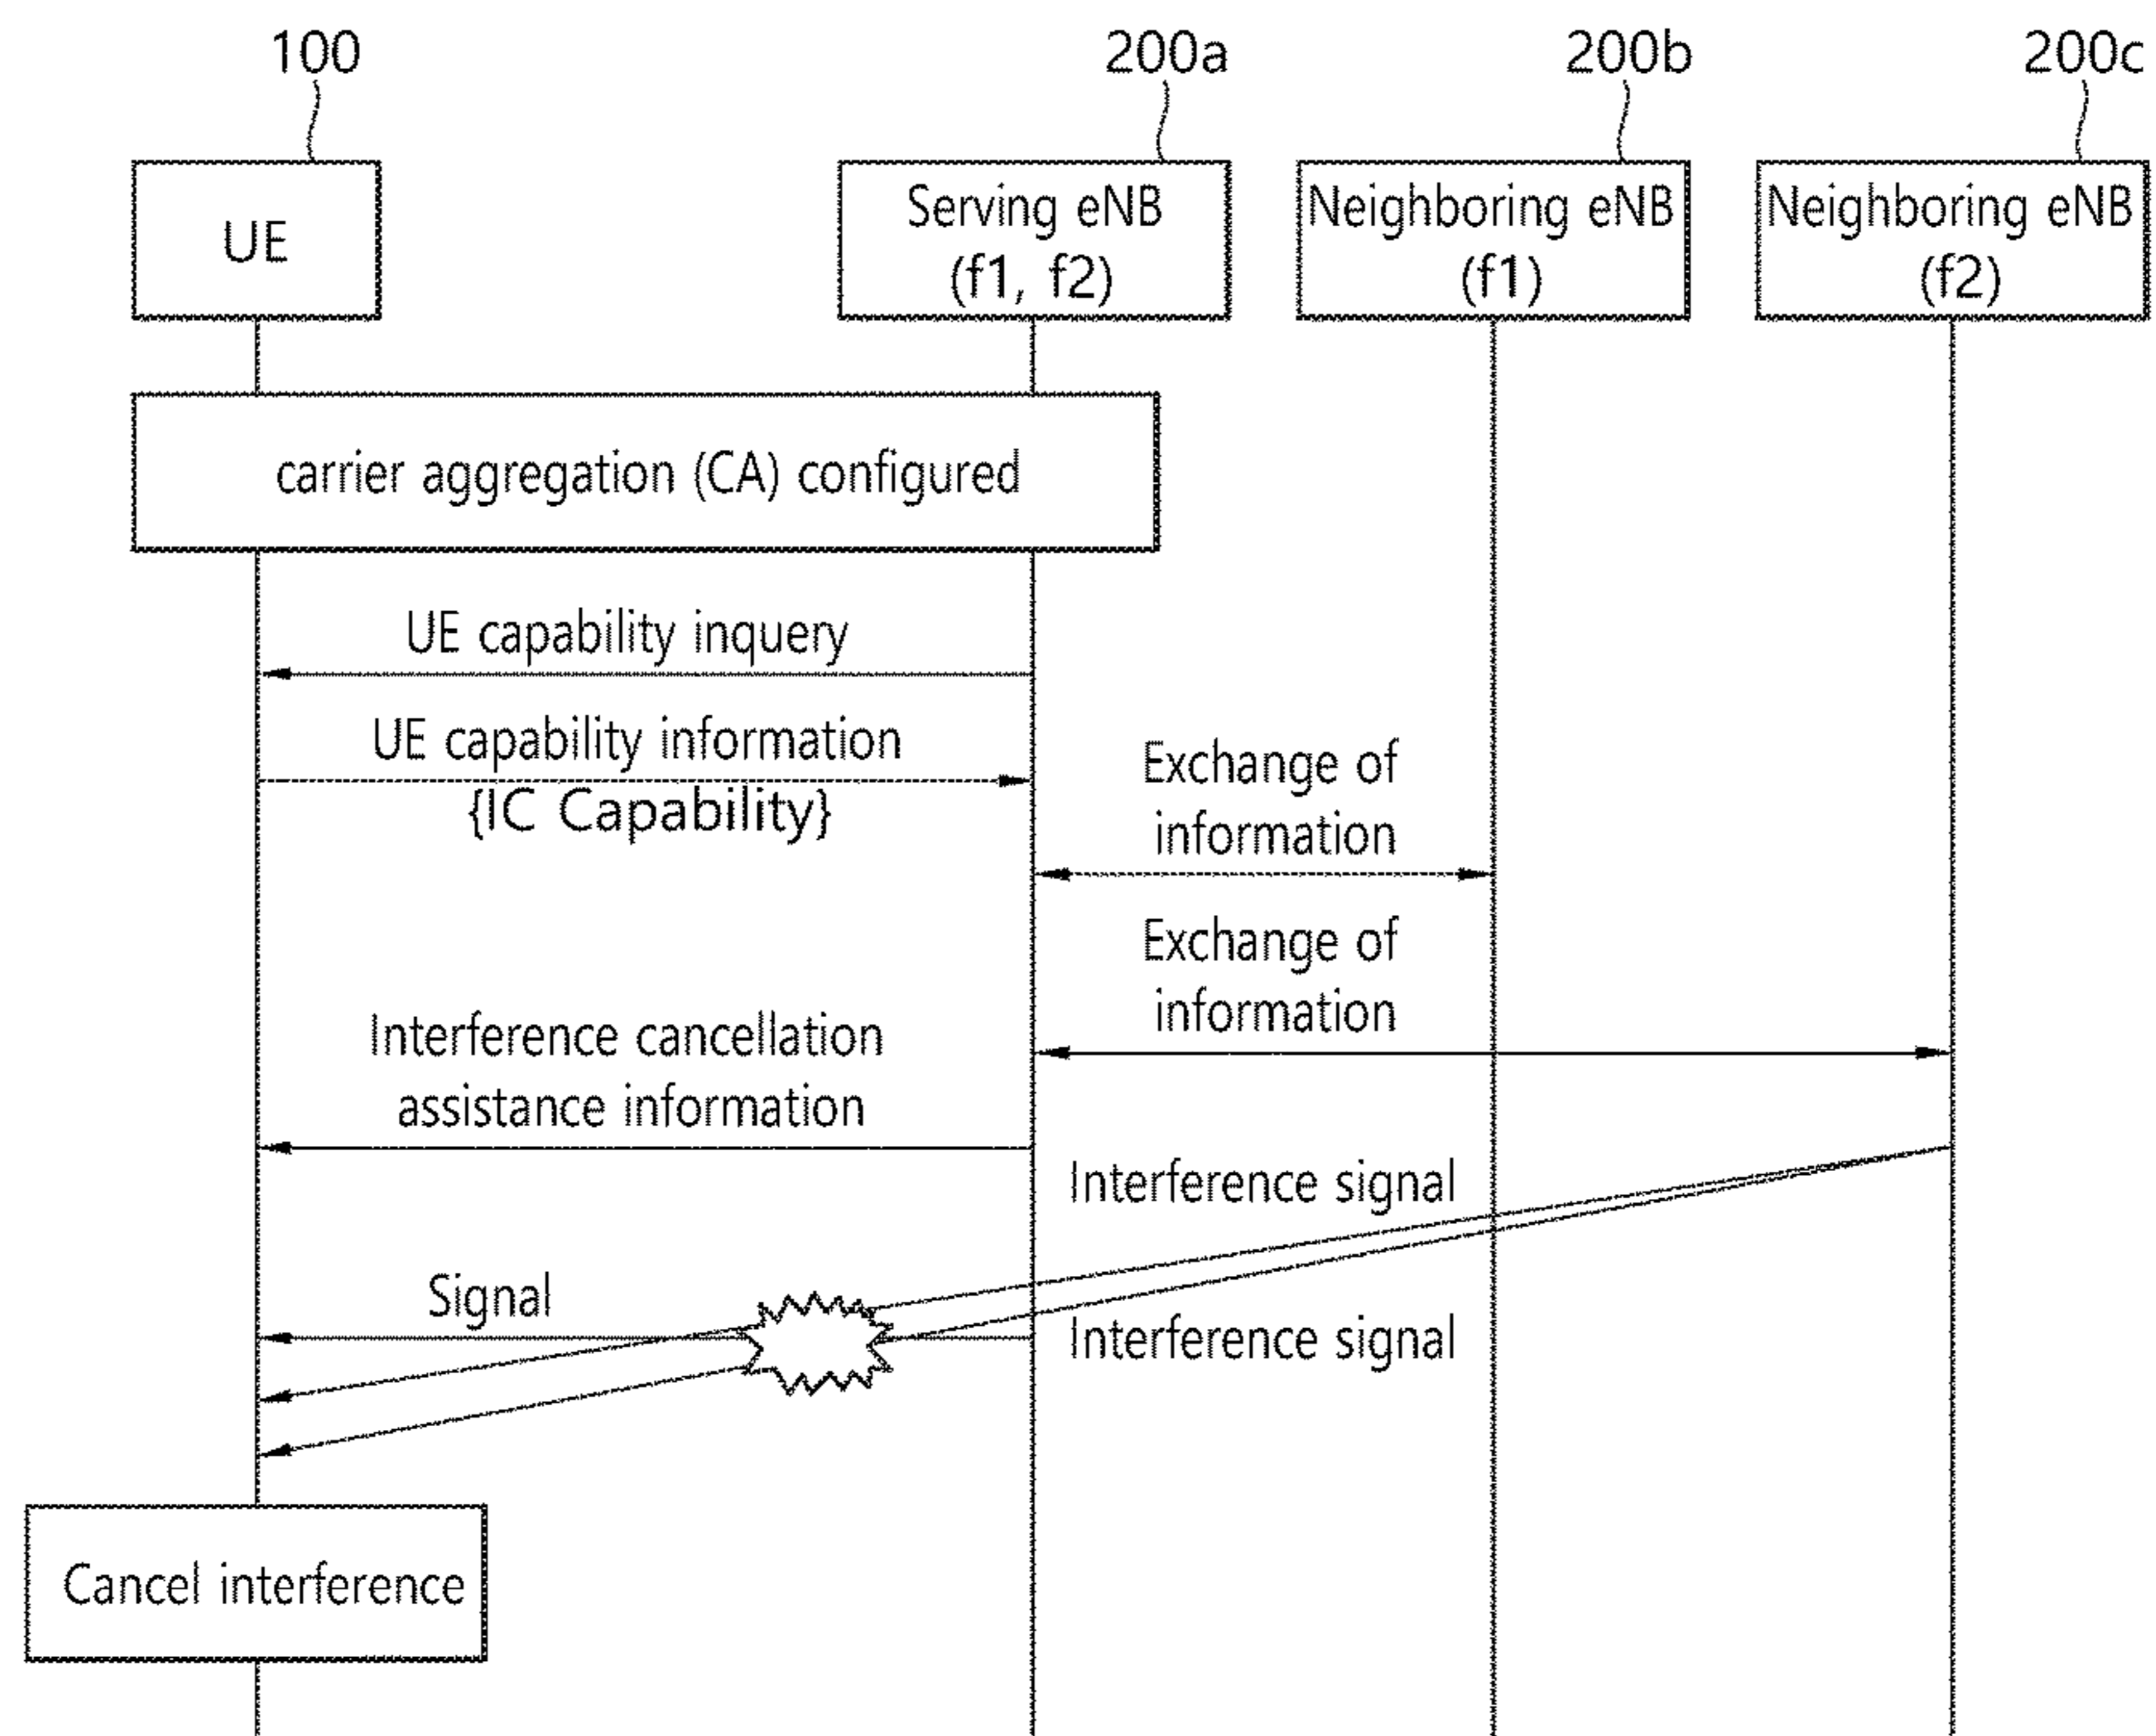 100
200a
200b
200c
UE
Serving eNB
(f1, f2)
Neighboring eNB
(f1)
Neighboring eNB
(f2)
carrier aggregation (CA) configured
UE capability inquery
UE capability information
{IC Capability}
Exchange of
information
Exchange of
information
Interference cancellation
assistance information
Interference signal
Signal
Interference signal
Cancel interference